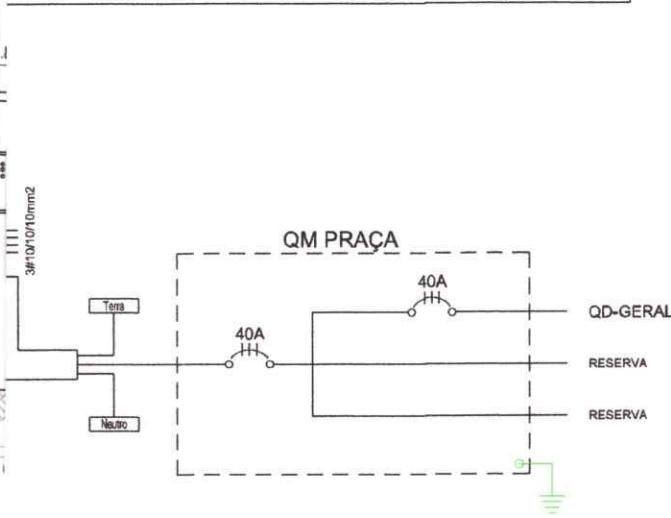 3#10/10/10mm2
QM PRAÇA
40A
QD-GERAL
Terra
40A
RESERVA
RESERVA
Neutro